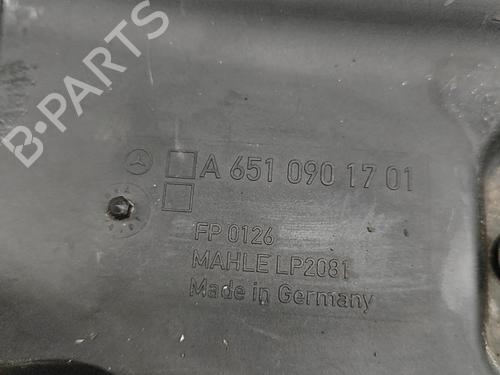 B-Parts
A 651 090 17 01
FP 0126
MAHLE LP2081
Made in Germany